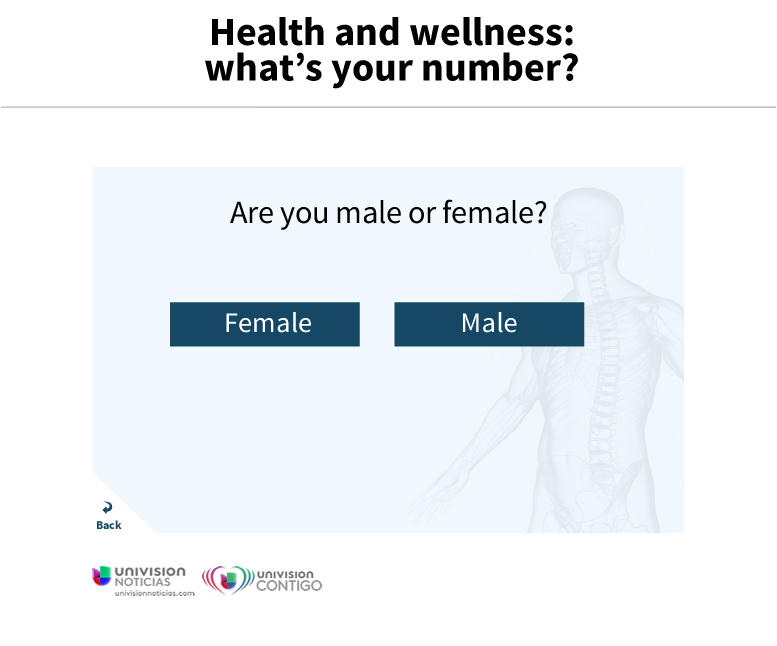 Health and wellness:
what's your number?
Are you male or female?
Female
Male
Back
UNIVISION
NOTICIAS
univisionnoticias.com
UNIVISION
CONTIGO